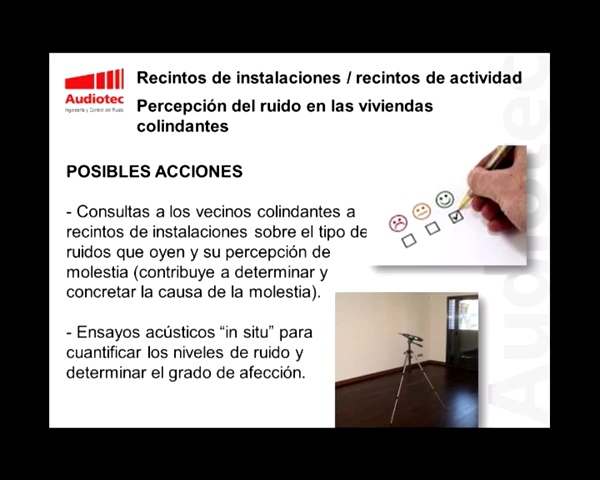 Recintos de instalaciones / recintos de actividad
Audiotec
Ingeniería y Control del Ruido
Percepción del ruido en las viviendas
colindantes
POSIBLES ACCIONES
- Consultas a los vecinos colindantes a
recintos de instalaciones sobre el tipo de
ruidos que oyen y su percepción de
molestia (contribuye a determinar y
concretar la causa de la molestia).
- Ensayos acústicos “in situ” para
cuantificar los niveles de ruido y
determinar el grado de afección.
Audiotec